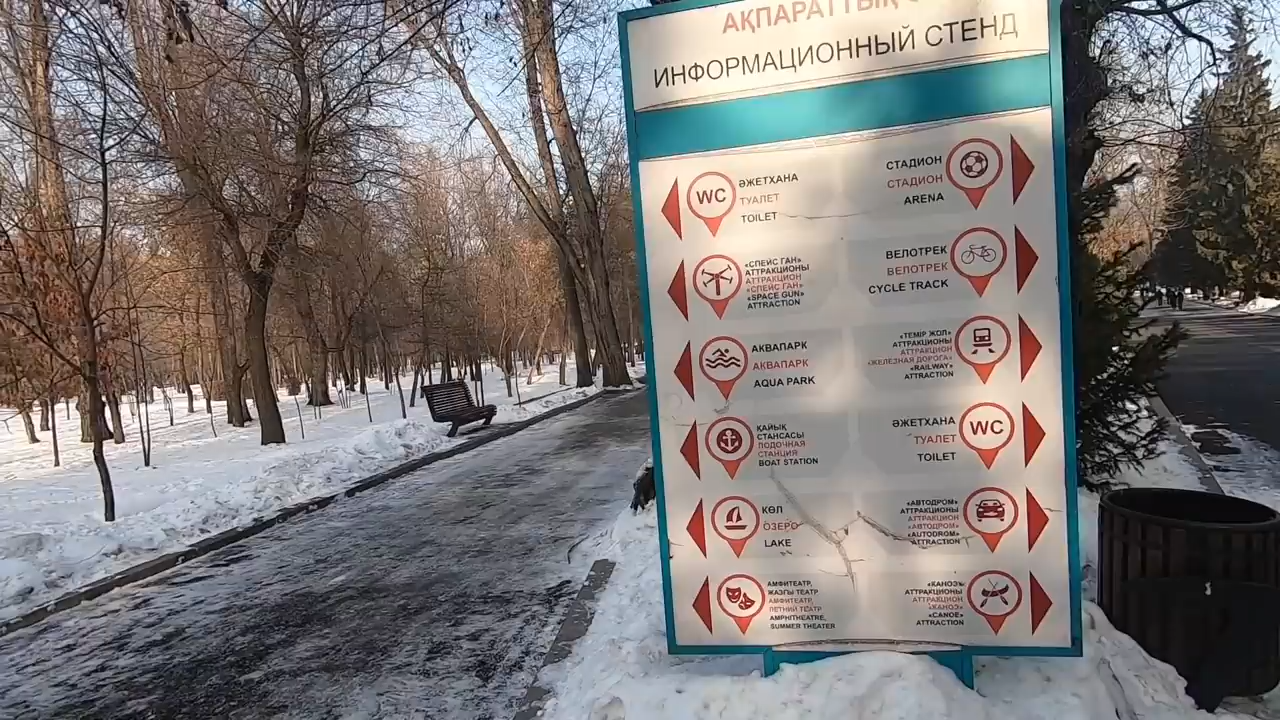 АҚПАРАТТЫҚ
ИНФОРМАЦИОННЫЙ СТЕНД
WC
ӘЖЕТХАНА
ТУАЛЕТ
TOILET
«СПЕЙС ГАН»
АТТРАКЦИОНЫ
АТТРАКЦИОН
«СПЕЙС ГАН»
«SPACE GUN»
ATTRACTION
АКВАПАРК
АКВАПАРК
AQUA PARK
ҚАЙЫҚ
СТАНСАСЫ
ЛОДОЧНАЯ
СТАНЦИЯ
BOAT STATION
КӨЛ
ОЗЕРО
LAKE
АМФИТЕАТР,
ЖАЗҒЫ ТЕАТР
АМФИТЕАТР,
ЛЕТНИЙ ТЕАТР
AMPHITHEATRE,
SUMMER THEATER
СТАДИОН
СТАДИОН
ARENA
ВЕЛОТРЕК
ВЕЛОТРЕК
CYCLE TRACK
«ТЕМІР ЖОЛ»
АТТРАКЦИОНЫ
АТТРАКЦИОН
«ЖЕЛЕЗНАЯ ДОРОГА»
«RAILWAY»
ATTRACTION
ӘЖЕТХАНА
ТУАЛЕТ
TOILET
WC
«АВТОДРОМ»
АТТРАКЦИОНЫ
АТТРАКЦИОН
«АВТОДРОМ»
«AUTODROM»
ATTRACTION
«КАНОЭ»
АТТРАКЦИОНЫ
АТТРАКЦИОН
«КАНОЭ»
«CANOE»
ATTRACTION